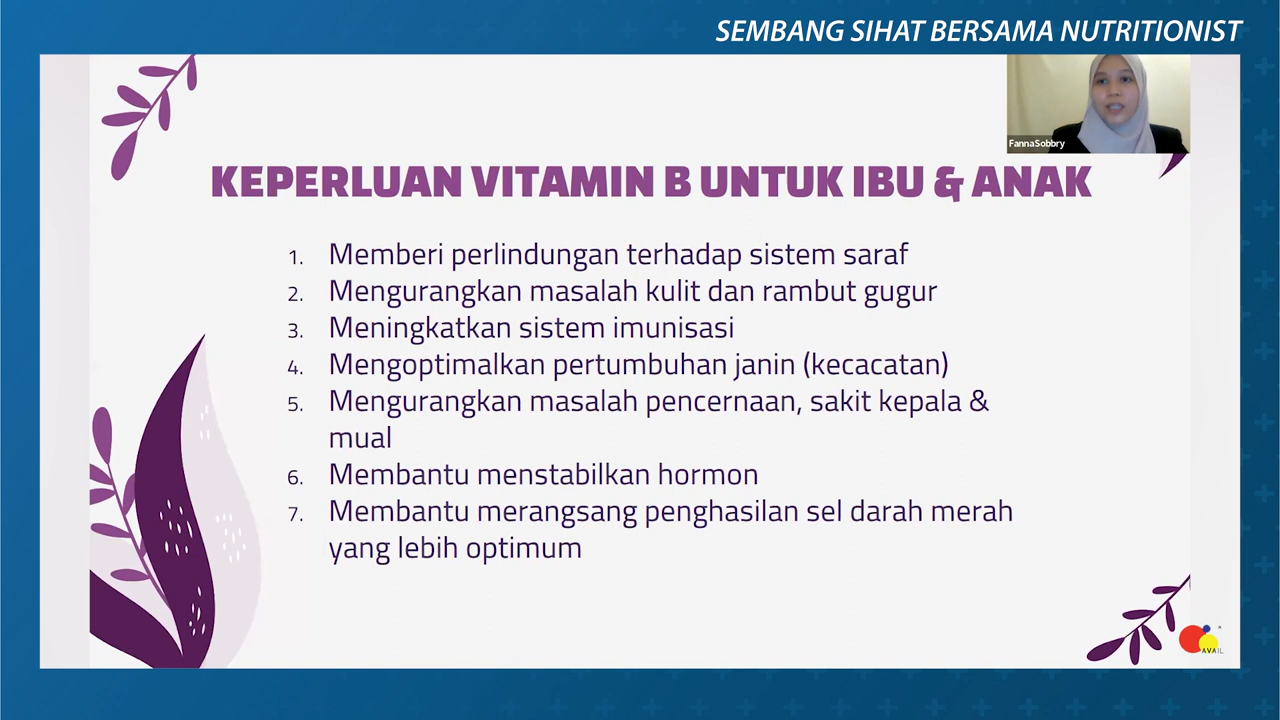 SEMBANG SIHAT BERSAMA NUTRITIONIST
FannaSobbry
KEPERLUAN VITAMIN B UNTUK IBU & ANAK
1. Memberi perlindungan terhadap sistem saraf
2. Mengurangkan masalah kulit dan rambut gugur
3. Meningkatkan sistem imunisasi
4. Mengoptimalkan pertumbuhan janin (kecacatan)
5. Mengurangkan masalah pencernaan, sakit kepala &
mual
6. Membantu menstabilkan hormon
7. Membantu merangsang penghasilan sel darah merah
yang lebih optimum
AVAIL